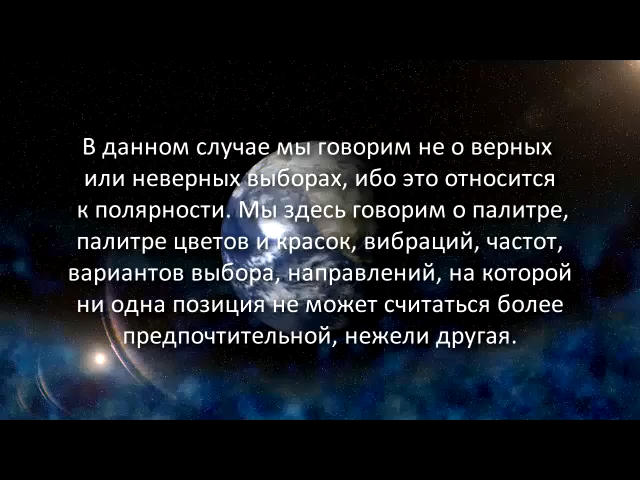 В данном случае мы говорим не о верных
или неверных выборах, ибо это относится
к полярности. Мы здесь говорим о палитре,
палитре цветов и красок, вибраций, частот,
вариантов выбора, направлений, на которой
ни одна позиция не может считаться более
предпочтительной, нежели другая.